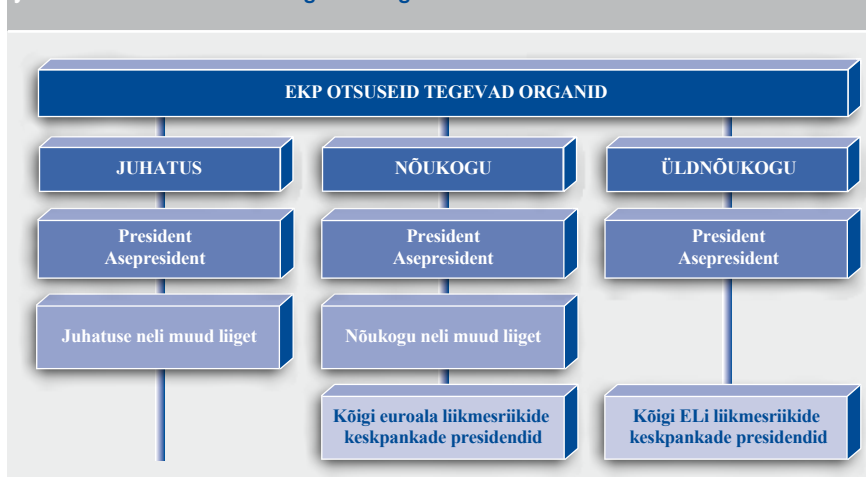 EKP OTSUSEID TEGEVAD ORGANID
JUHATUS
President
Asepresident
Juhatuse neli muud liiget
NÕUKOGU
President
Asepresident
Nõukogu neli muud liiget
Kõigi euroala liikmesriikide
keskpankade presidendid
ÜLDNÕUKOGU
President
Asepresident
Kõigi ELi liikmesriikide
keskpankade presidendid